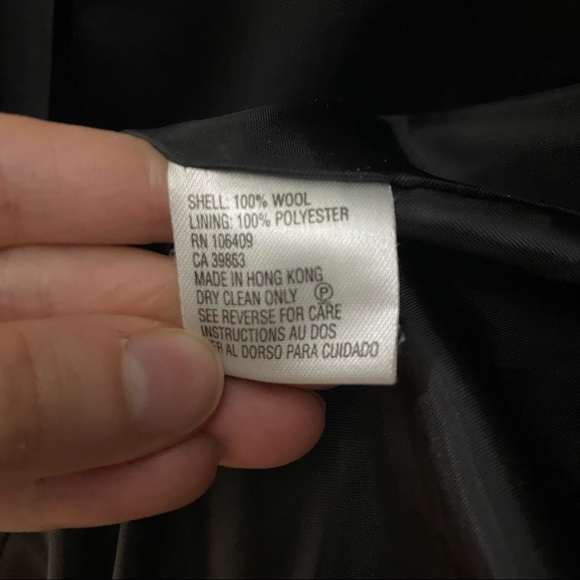 SHELL: 100% WOOL
LINING: 100% POLYESTER
RN 106409
CA 39863
MADE IN HONG KONG
DRY CLEAN ONLY Ⓟ
SEE REVERSE FOR CARE
INSTRUCTIONS AU DOS
AL DORSO PARA CUIDADO